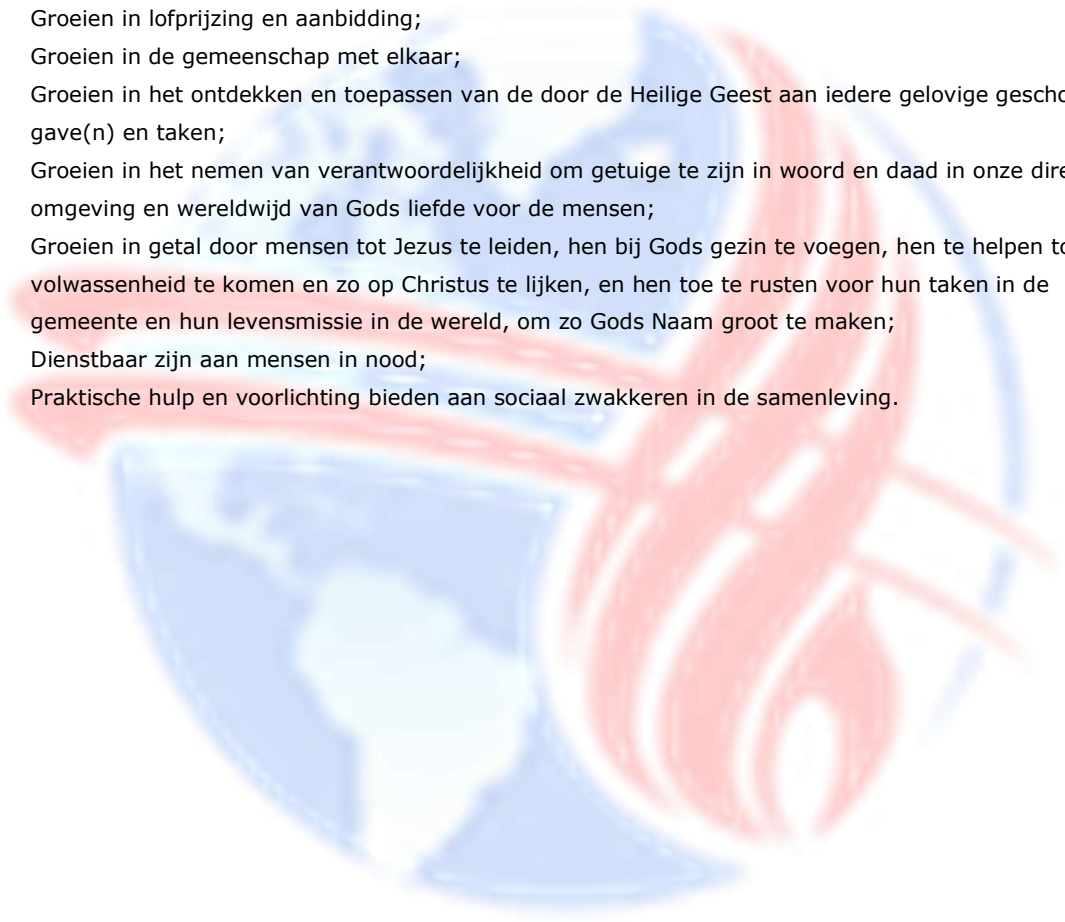 Groeien in lofprijzing en aanbidding;
Groeien in de gemeenschap met elkaar;
Groeien in het ontdekken en toepassen van de door de Heilige Geest aan iedere gelovige
gave(n) en taken;
Groeien in het nemen van verantwoordelijkheid om getuige te zijn in woord en daad in onze
omgeving en wereldwijd van Gods liefde voor de mensen;
Groeien in getal door mensen tot Jezus te leiden, hen bij Gods gezin te voegen, hen te helpen
volwassenheid te komen en zo op Christus te lijken, en hen toe te rusten voor hun taken in de
gemeente en hun levensmissie in de wereld, om zo Gods Naam groot te maken;
Dienstbaar zijn aan mensen in nood;
Praktische hulp en voorlichting bieden aan sociaal zwakkeren in de samenleving.